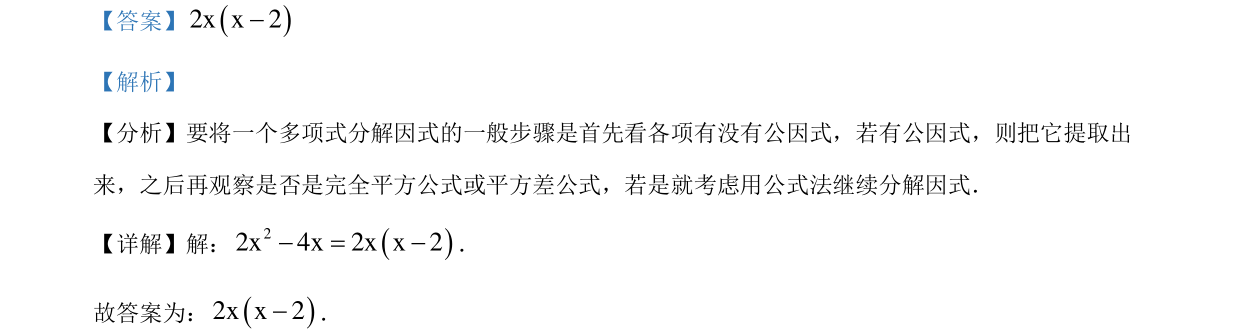 【答案】2x(x−2)
【解析】
【分析】要将一个多项式分解因式的一般步骤是首先看各项有没有公因式，若有公因式，则把它提取出
来，之后再观察是否是完全平方公式或平方差公式，若是就考虑用公式法继续分解因式．
【详解】解：2x²−4x=2x(x−2)．
故答案为：2x(x−2)．